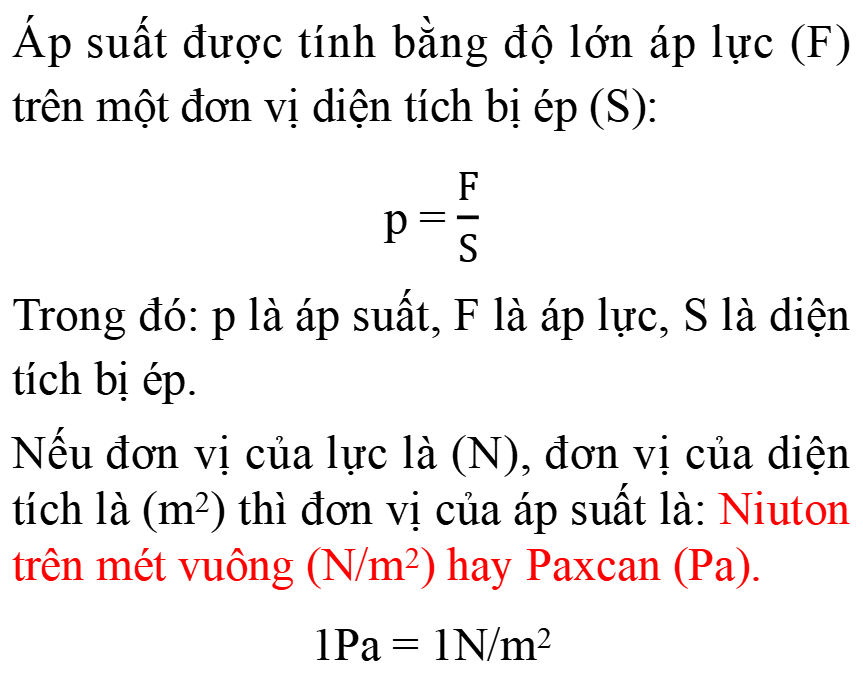 Áp suất được tính bằng độ lớn áp lực (F)
trên một đơn vị diện tích bị ép (S):
p = F/S
Trong đó: p là áp suất, F là áp lực, S là diện
tích bị ép.
Nếu đơn vị của lực là (N), đơn vị của diện
tích là (m²) thì đơn vị của áp suất là: Niuton
trên mét vuông (N/m²) hay Paxcan (Pa).
1Pa = 1N/m²